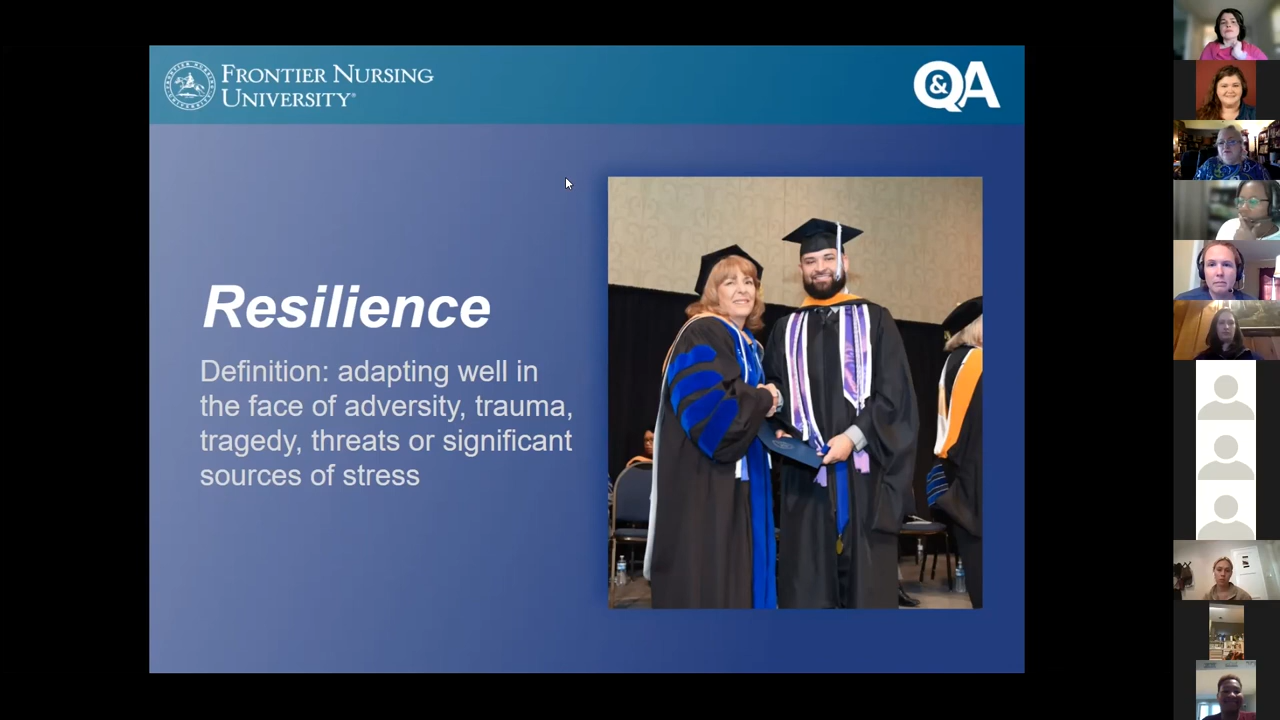 FRONTIER NURSING
UNIVERSITY®
Q&A
Resilience
Definition: adapting well in
the face of adversity, trauma,
tragedy, threats or significant
sources of stress